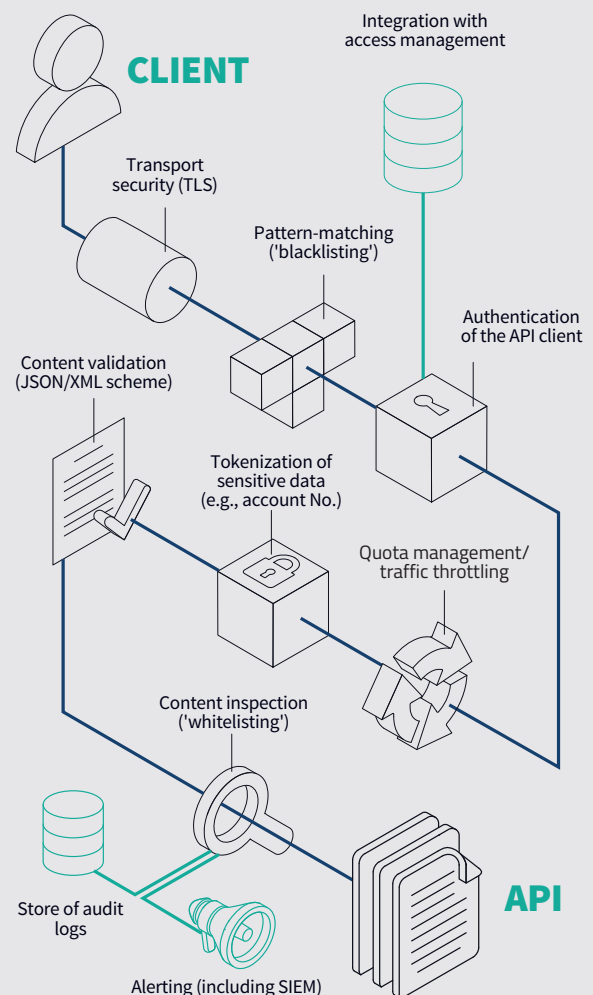 Integration with
access management
CLIENT
Transport
security (TLS)
Pattern-matching
('blacklisting')
Authentication
of the API client
Content validation
(JSON/XML scheme)
Tokenization of
sensitive data
(e.g., account No.)
Quota management/
traffic throttling
Content inspection
('whitelisting')
API
Store of audit
logs
Alerting (including SIEM)